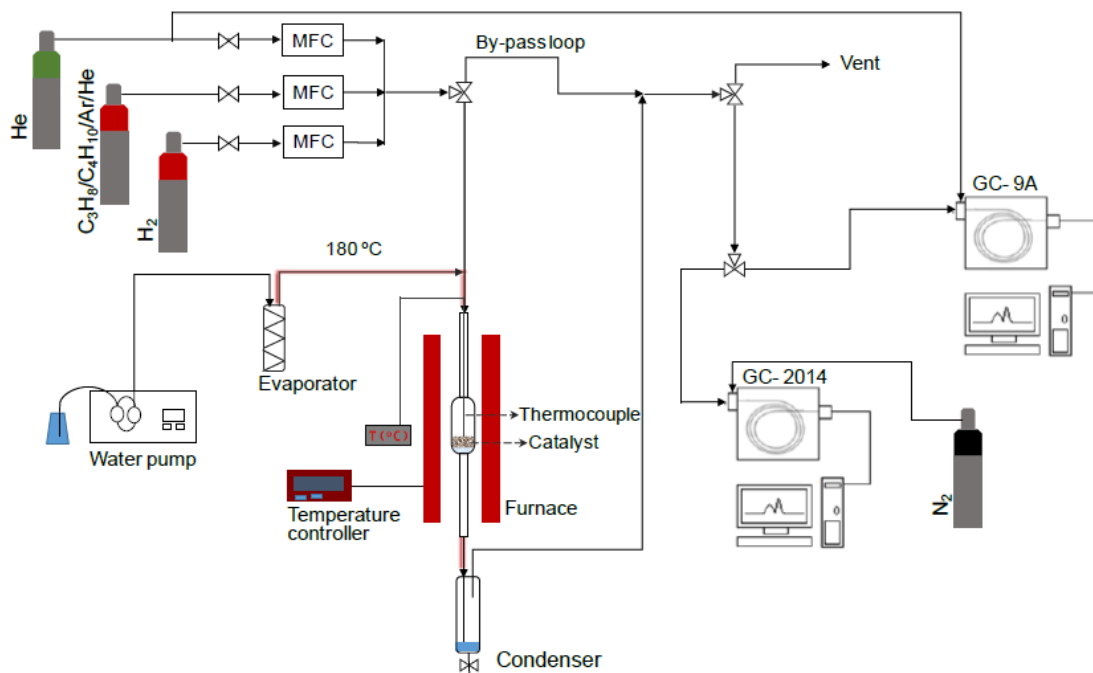 He
C₃H₈/C₄H₁₀/Ar/He
H₂
MFC
MFC
MFC
By-pass loop
Vent
GC- 9A
180 ºC
Evaporator
Water pump
T(ºC)
Temperature
controller
Thermocouple
Catalyst
Furnace
Condenser
GC- 2014
N₂